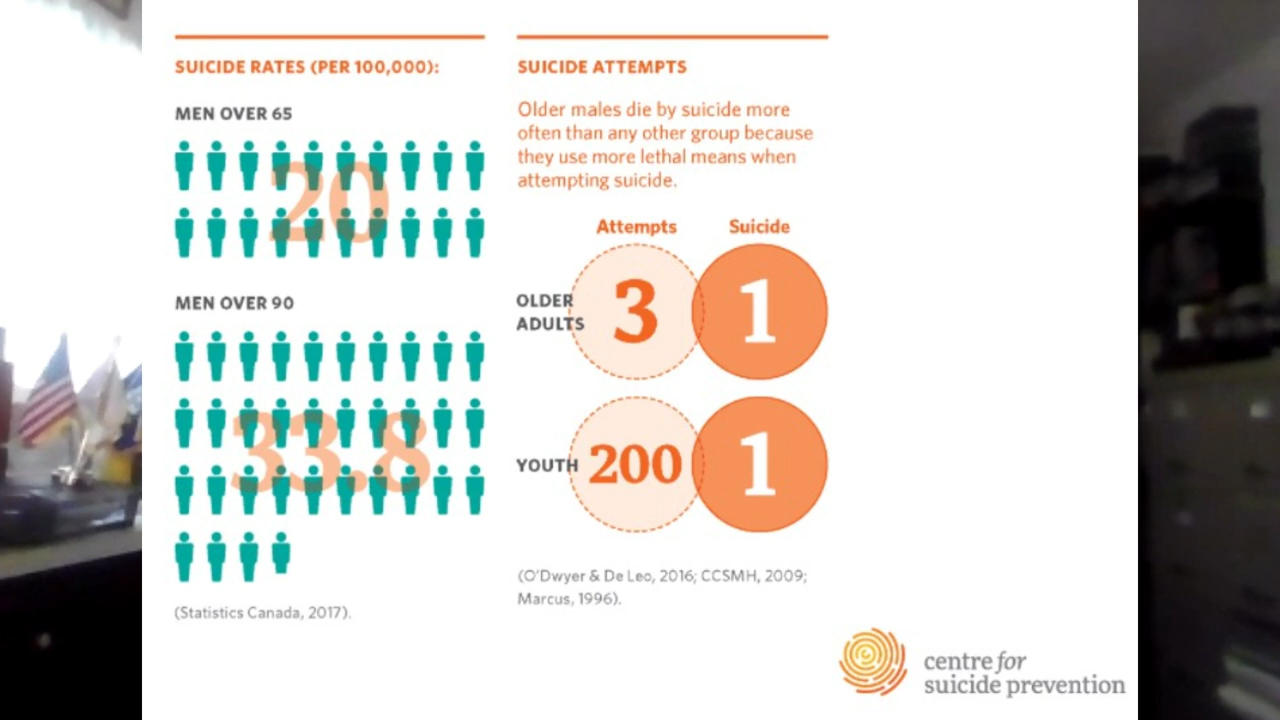 SUICIDE RATES (PER 100,000):
MEN OVER 65
20
MEN OVER 90
33.8
(Statistics Canada, 2017).
SUICIDE ATTEMPTS
Older males die by suicide more
often than any other group because
they use more lethal means when
attempting suicide.
Attempts Suicide
OLDER
ADULTS
3 1
YOUTH 200 1
(O'Dwyer & De Leo, 2016; CCSMH, 2009;
Marcus, 1996).
centre for
suicide prevention